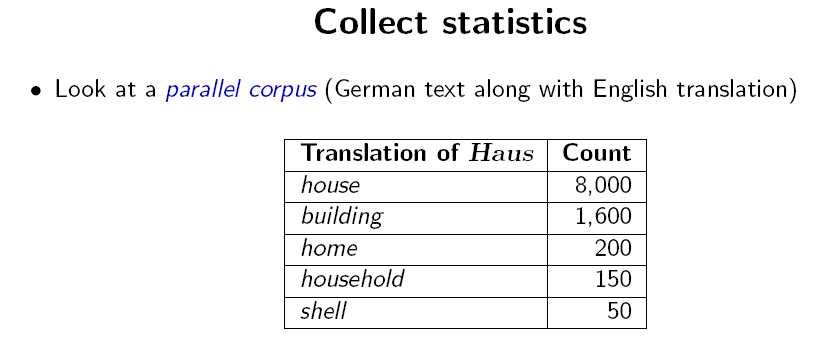 Collect statistics
• Look at a parallel corpus (German text along with English translation)
Translation of Haus Count
house 8,000
building 1,600
home 200
household 150
shell 50